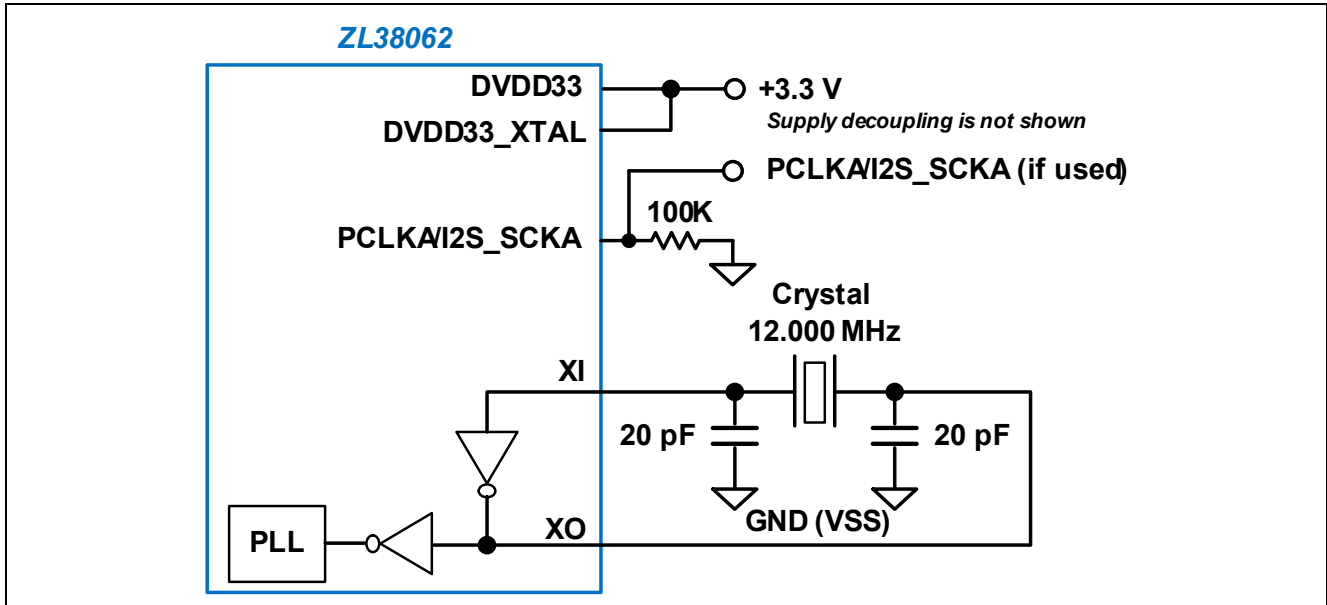 ZL38062
DVDD33
+3.3 V
Supply decoupling is not shown
DVDD33_XTAL
PCLKA/I2S_SCKA (if used)
100K
PCLKA/I2S_SCKA
Crystal
12.000 MHz
XI
20 pF
20 pF
GND (VSS)
XO
PLL